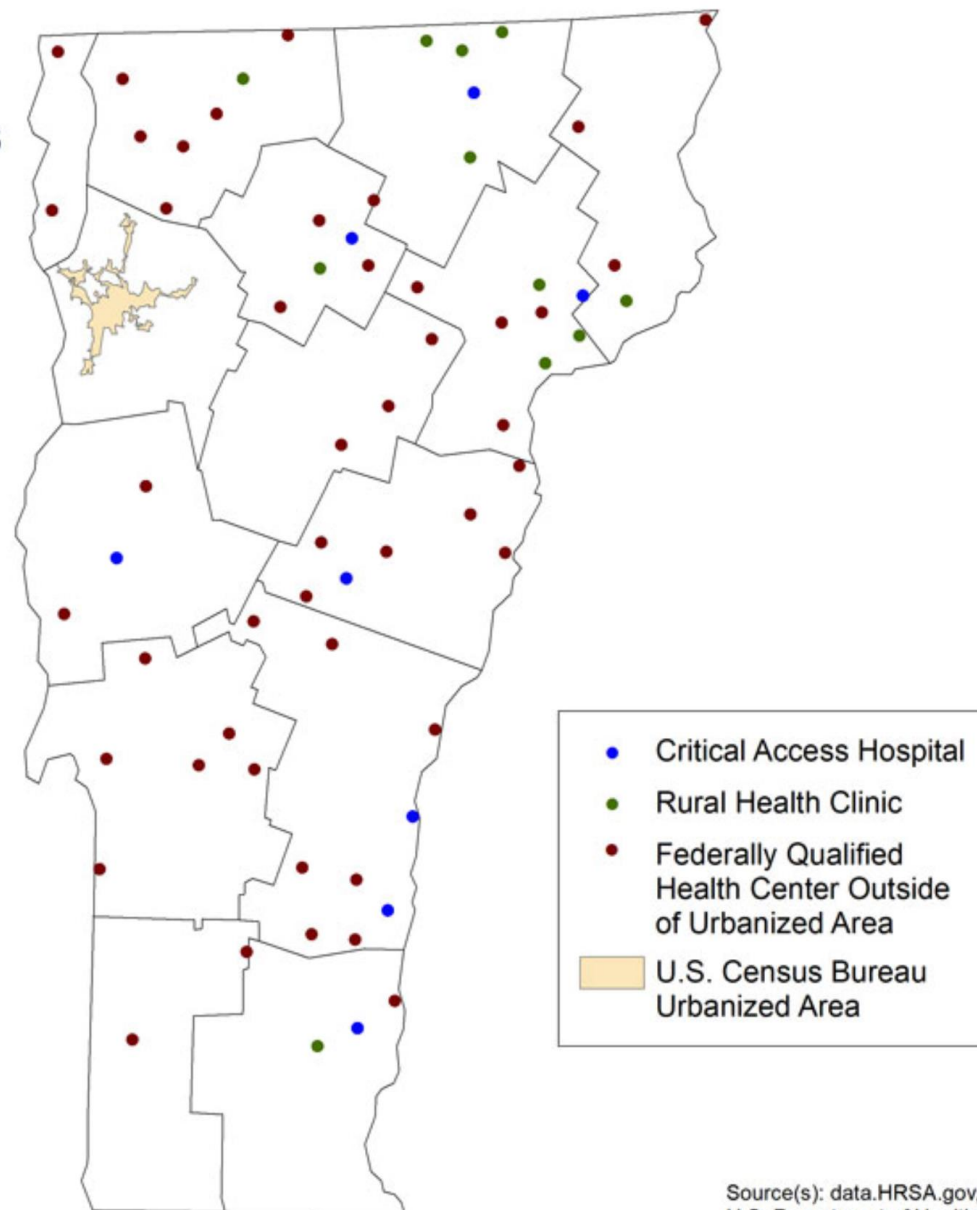 Critical Access Hospital
Rural Health Clinic
Federally Qualified
Health Center Outside
of Urbanized Area
U.S. Census Bureau
Urbanized Area
Source(s): data.HRSA.gov,